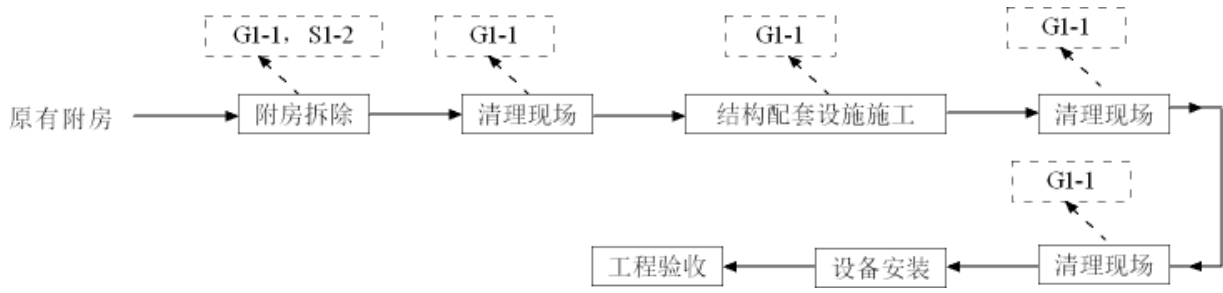 G1-1，S1-2
G1-1
G1-1
G1-1
原有附房
附房拆除
清理现场
结构配套设施施工
清理现场
G1-1
工程验收
设备安装
清理现场